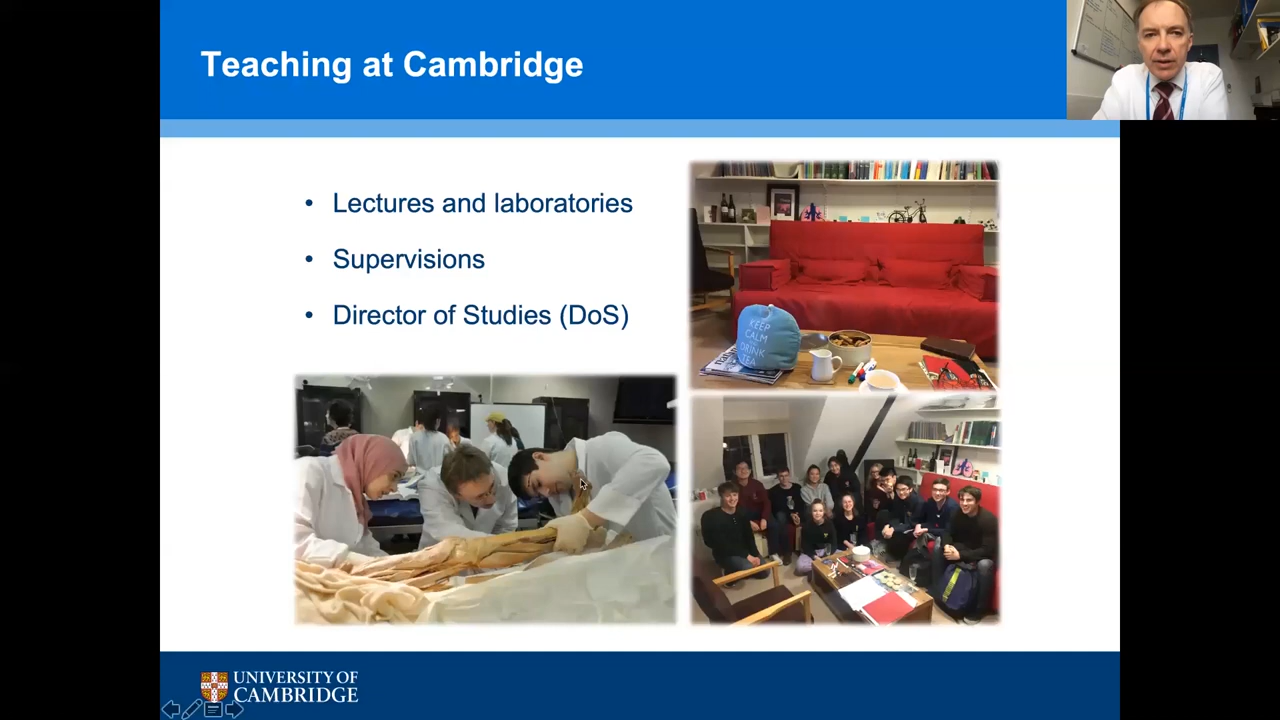 Teaching at Cambridge
• Lectures and laboratories
• Supervisions
• Director of Studies (DoS)
KEEP
CALM
DRINK
TEA
UNIVERSITY OF
CAMBRIDGE